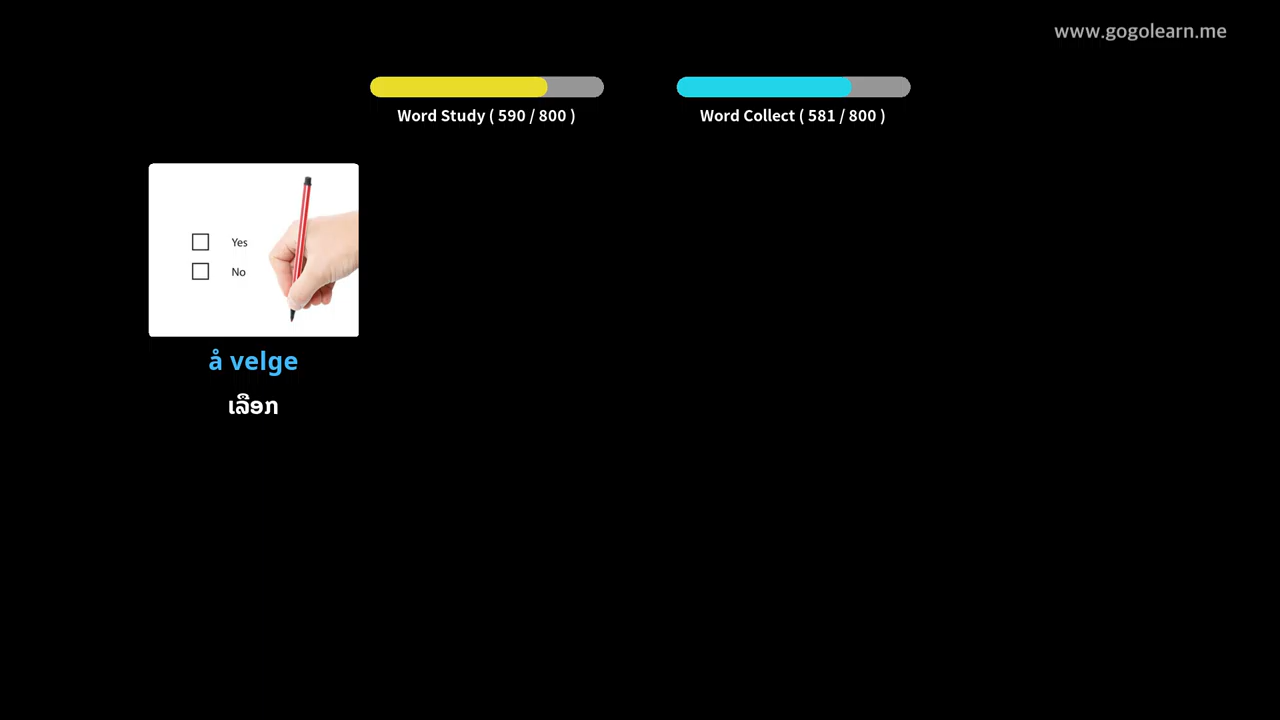 www.gogolearn.me
Word Study ( 590 / 800 )
Word Collect ( 581 / 800 )
Yes
No
å velge
ເລືອກ